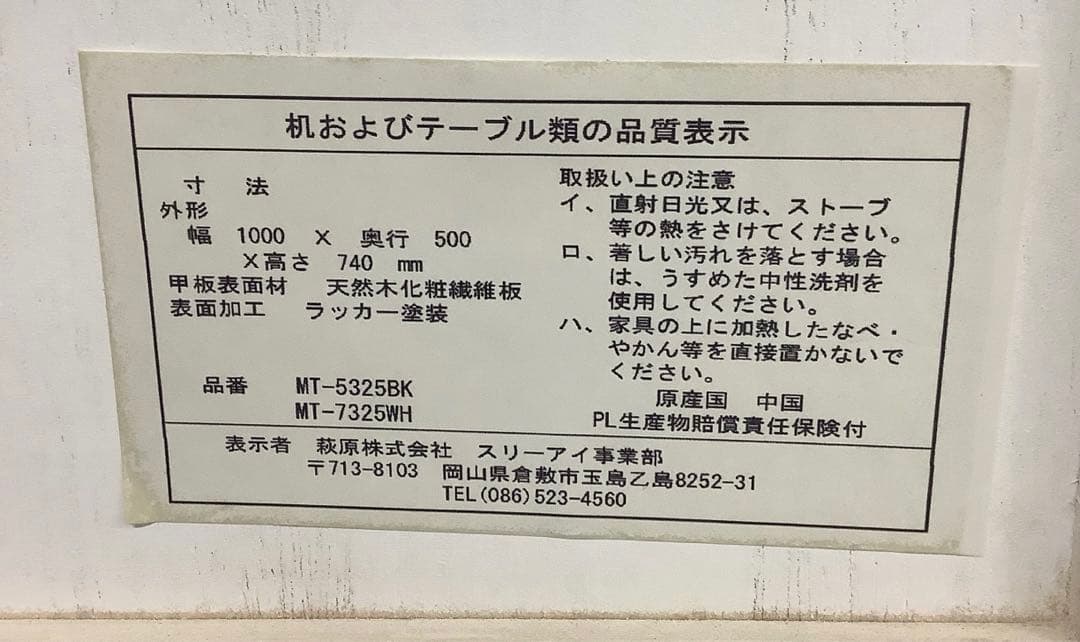 机およびテーブル類の品質表示
寸 法
外形
幅 1000 × 奥行 500
×高さ 740 mm
甲板表面材 天然木化粧繊維板
表面加工 ラッカー塗装
品番 MT-5325BK
MT-7325WH
取扱い上の注意
イ、直射日光又は、ストーブ
等の熱をさけてください。
ロ、著しい汚れを落とす場合
は、うすめた中性洗剤を
使用してください。
ハ、家具の上に加熱したなべ・
やかん等を直接置かないで
ください。
原産国 中国
PL生産物賠償責任保険付
表示者 萩原株式会社 スリーアイ事業部
〒713-8103 岡山県倉敷市玉島乙島8252-31
TEL(086)523-4560